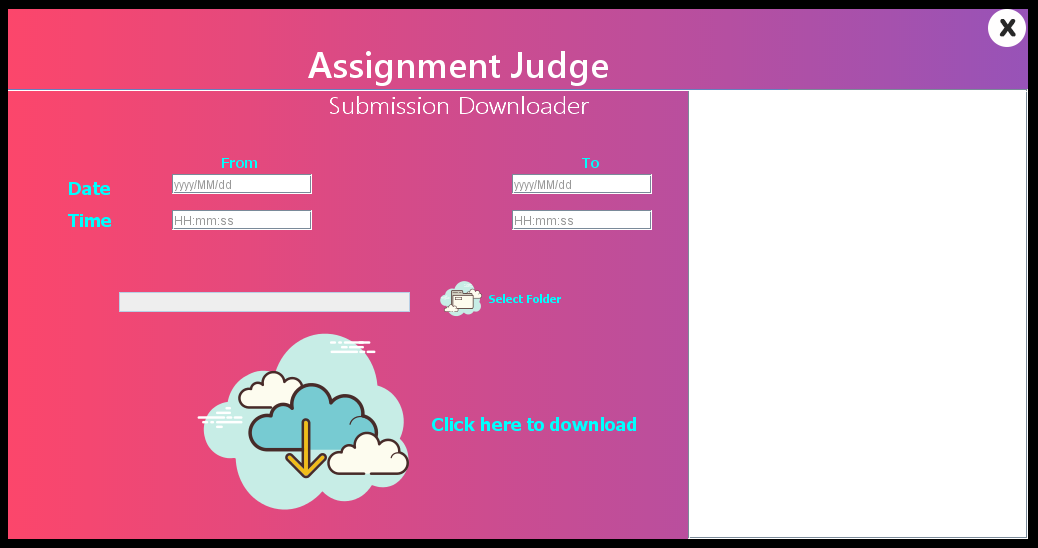 X
Assignment Judge
Submission Downloader
From To
Date yyyy/MM/dd yyyy/MM/dd
Time HH:mm:ss HH:mm:ss
Select Folder
Click here to download